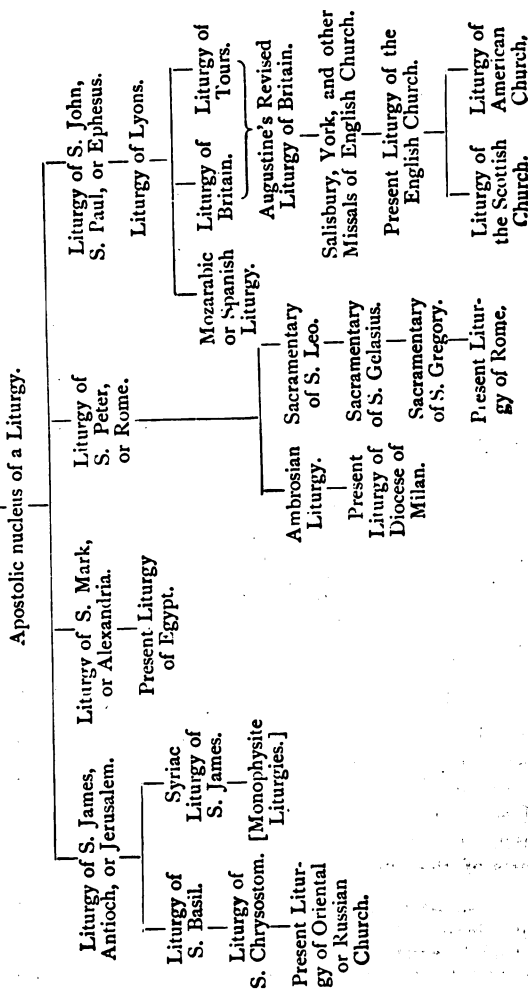 Apostolic nucleus of a Liturgy.
Liturgy of S. James,
Antioch, or Jerusalem.
Liturgy of
S. Basil.
Liturgy of
S. Chrysostom.
Present Litur-
gy of Oriental
or Russian
Church.
Syriac
Liturgy of
S. James.
[Monophysite
Liturgies.]
Liturgy of S. Mark,
or Alexandria.
Present Liturgy
of Egypt.
Liturgy of
S. Peter,
or Rome.
Ambrosian
Liturgy.
Present
Liturgy of
Diocese of
Milan.
Sacramentary
of S. Leo.
Sacramentary
of S. Gelasius.
Sacramentary
of S. Gregory.
Present Litur-
gy of Rome.
Liturgy of S. John,
S. Paul, or Ephesus.
Liturgy of Lyons.
Mozarabic
or Spanish
Liturgy.
Liturgy of
Britain.
Liturgy of
Tours.
Augustine's Revised
Liturgy of Britain.
Salisbury, York, and other
Missals of English Church.
Present Liturgy of the
English Church.
Liturgy of
the Scottish
Church.
Liturgy of
American
Church.